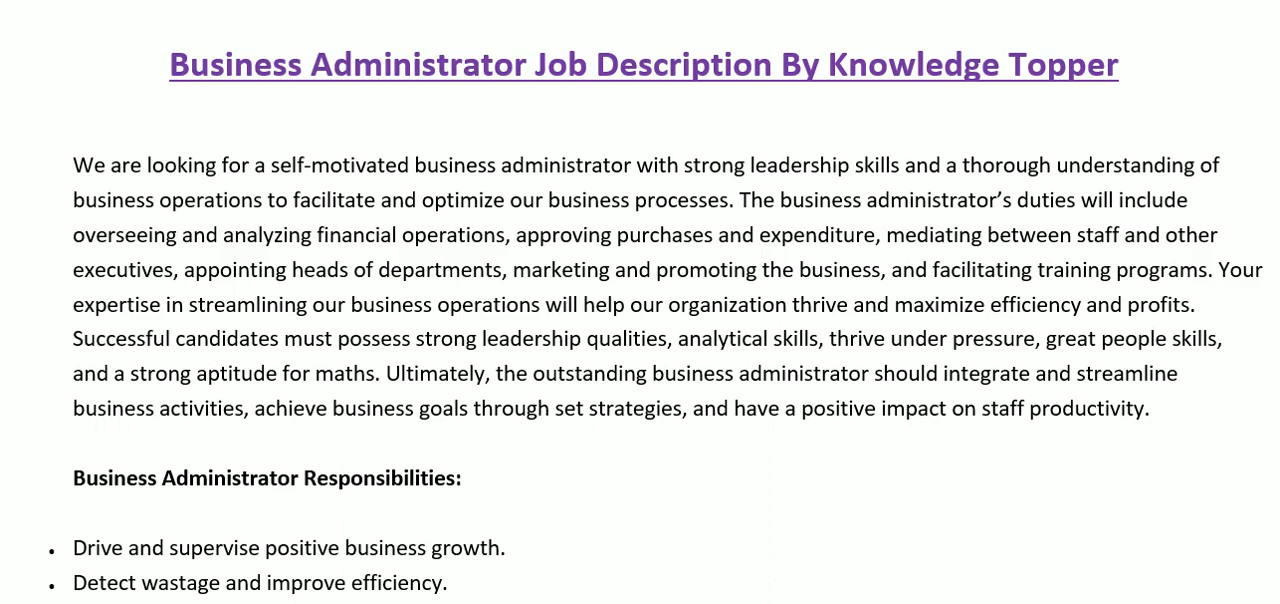 Business Administrator Job Description By Knowledge Topper
We are looking for a self-motivated business administrator with strong leadership skills and a thorough understanding of
business operations to facilitate and optimize our business processes. The business administrator’s duties will include
overseeing and analyzing financial operations, approving purchases and expenditure, mediating between staff and other
executives, appointing heads of departments, marketing and promoting the business, and facilitating training programs. Your
expertise in streamlining our business operations will help our organization thrive and maximize efficiency and profits.
Successful candidates must possess strong leadership qualities, analytical skills, thrive under pressure, great people skills,
and a strong aptitude for maths. Ultimately, the outstanding business administrator should integrate and streamline
business activities, achieve business goals through set strategies, and have a positive impact on staff productivity.
Business Administrator Responsibilities:
• Drive and supervise positive business growth.
• Detect wastage and improve efficiency.